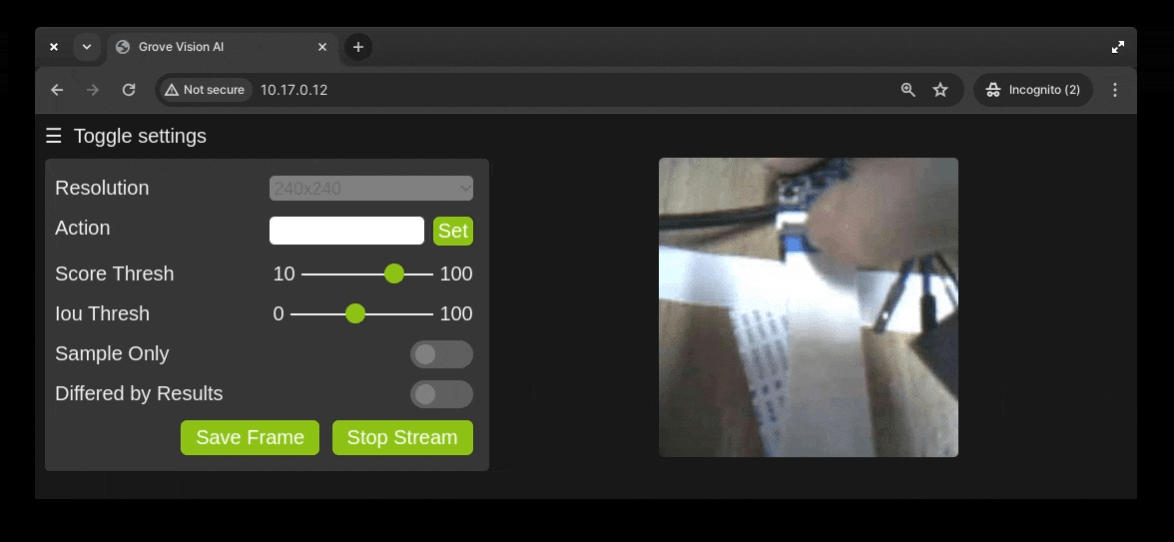 Grove Vision AI
Not secure 10.17.0.12 Incognito (2)
☰ Toggle settings
Resolution 240x240
Action Set
Score Thresh 10 100
Iou Thresh 0 100
Sample Only
Differed by Results
Save Frame Stop Stream